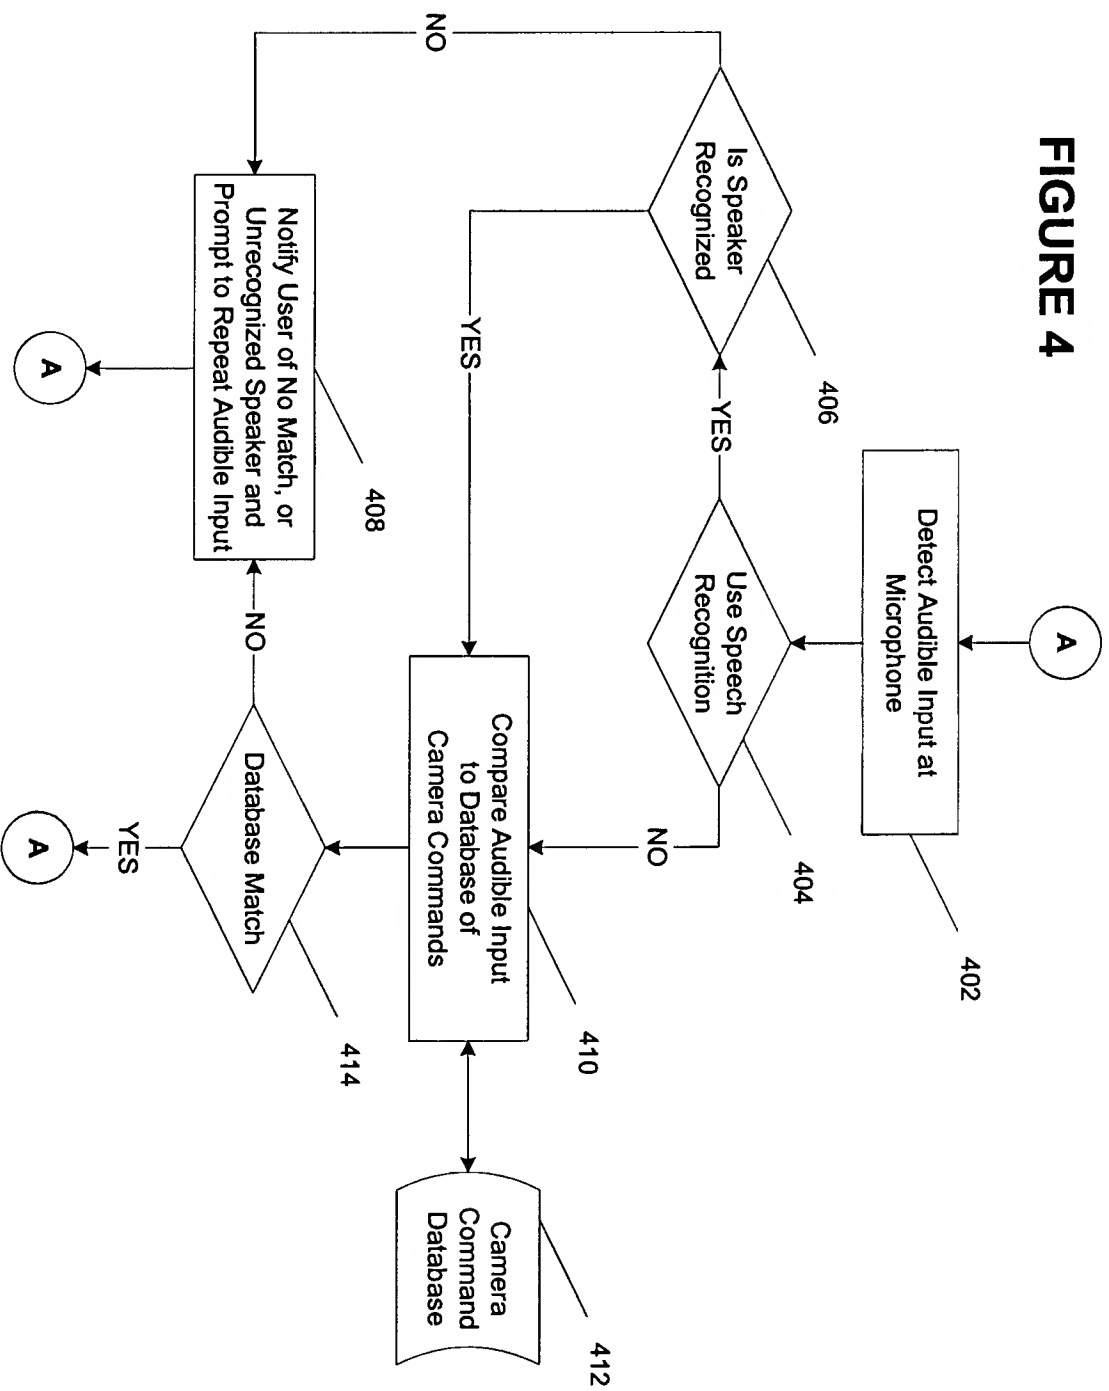 FIGURE 4
A
Detect Audible Input at
Microphone
402
Use Speech
Recognition
404
YES
NO
Is Speaker
Recognized
406
NO
YES
Compare Audible Input
to Database of
Camera Commands
410
Camera
Command
Database
412
Database Match
414
NO
YES
Notify User of No Match, or
Unrecognized Speaker and
Prompt to Repeat Audible Input
408
A
A